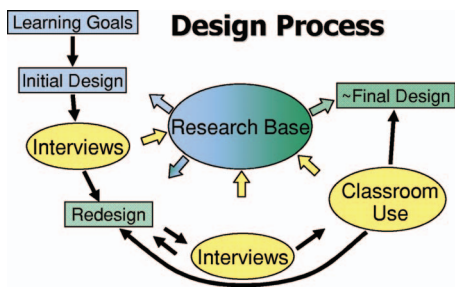 Learning Goals
Design Process
Initial Design
Research Base
~Final Design
Interviews
Classroom
Use
Redesign
Interviews